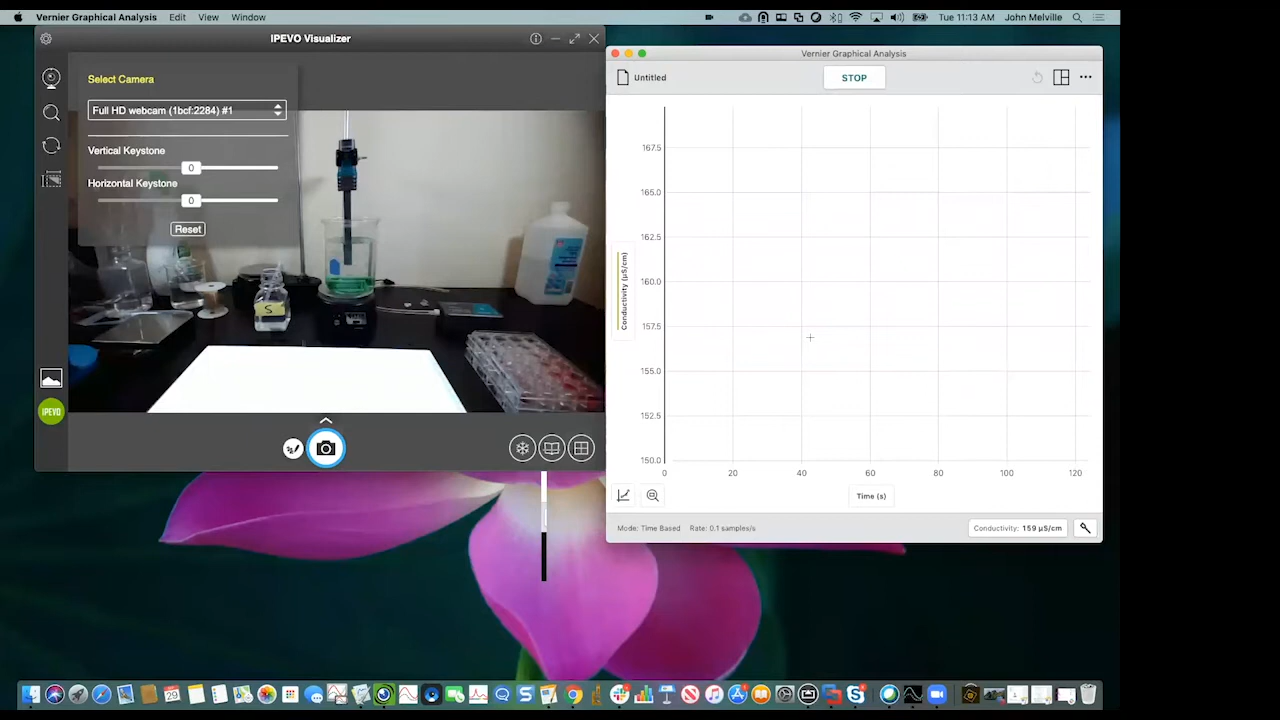 Vernier Graphical Analysis Edit View Window
Tue 11:13 AM John Melville
IPEVO Visualizer
Select Camera
Full HD webcam (1bcf:2284) #1
Vertical Keystone
0
Horizontal Keystone
0
Reset
S
IPEVO
Vernier Graphical Analysis
Untitled
STOP
167.5
165.0
162.5
160.0
157.5
155.0
152.5
150.0
Conductivity (µS/cm)
0 20 40 60 80 100 120
Time (s)
Mode: Time Based Rate: 0.1 samples/s
Conductivity: 159 µS/cm
29